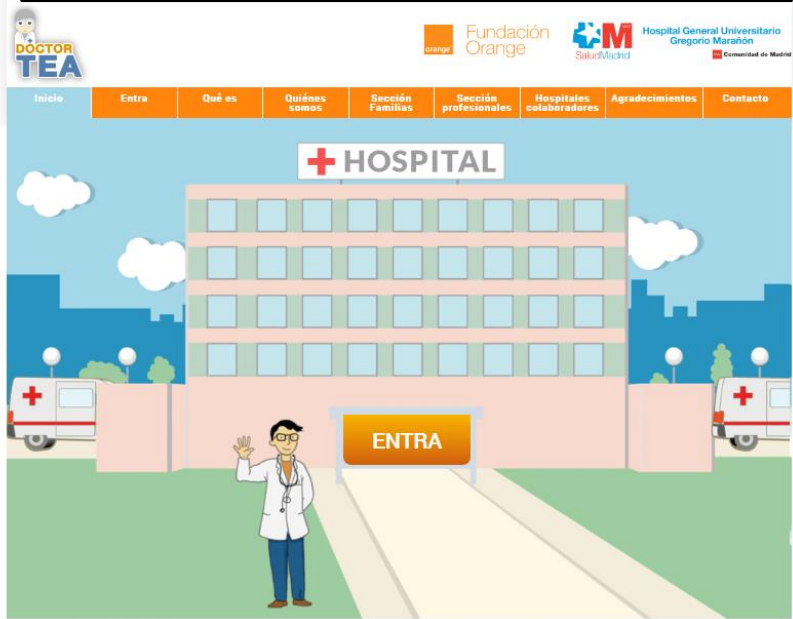 DOCTOR
TEA
orange
Fundación
Orange
SaludMadrid
Hospital General Universitario
Gregorio Marañón
Comunidad de Madrid
Inicio
Entra
Qué es
Quiénes
somos
Sección
Familias
Sección
profesionales
Hospitales
colaboradores
Agradecimientos
Contacto
HOSPITAL
ENTRA